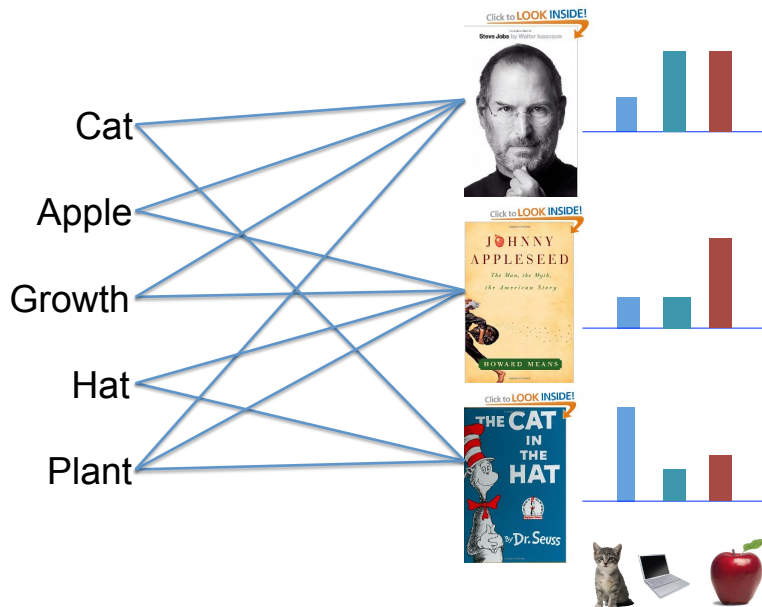 Cat
Apple
Growth
Hat
Plant
Click to LOOK INSIDE!
Steve Jobs by Walter Isaacson
Click to LOOK INSIDE!
JOHNNY
APPLESEED
The Man, the Myth,
the American Story
HOWARD MEANS
Click to LOOK INSIDE!
THE CAT
IN
THE
HAT
By Dr. Seuss